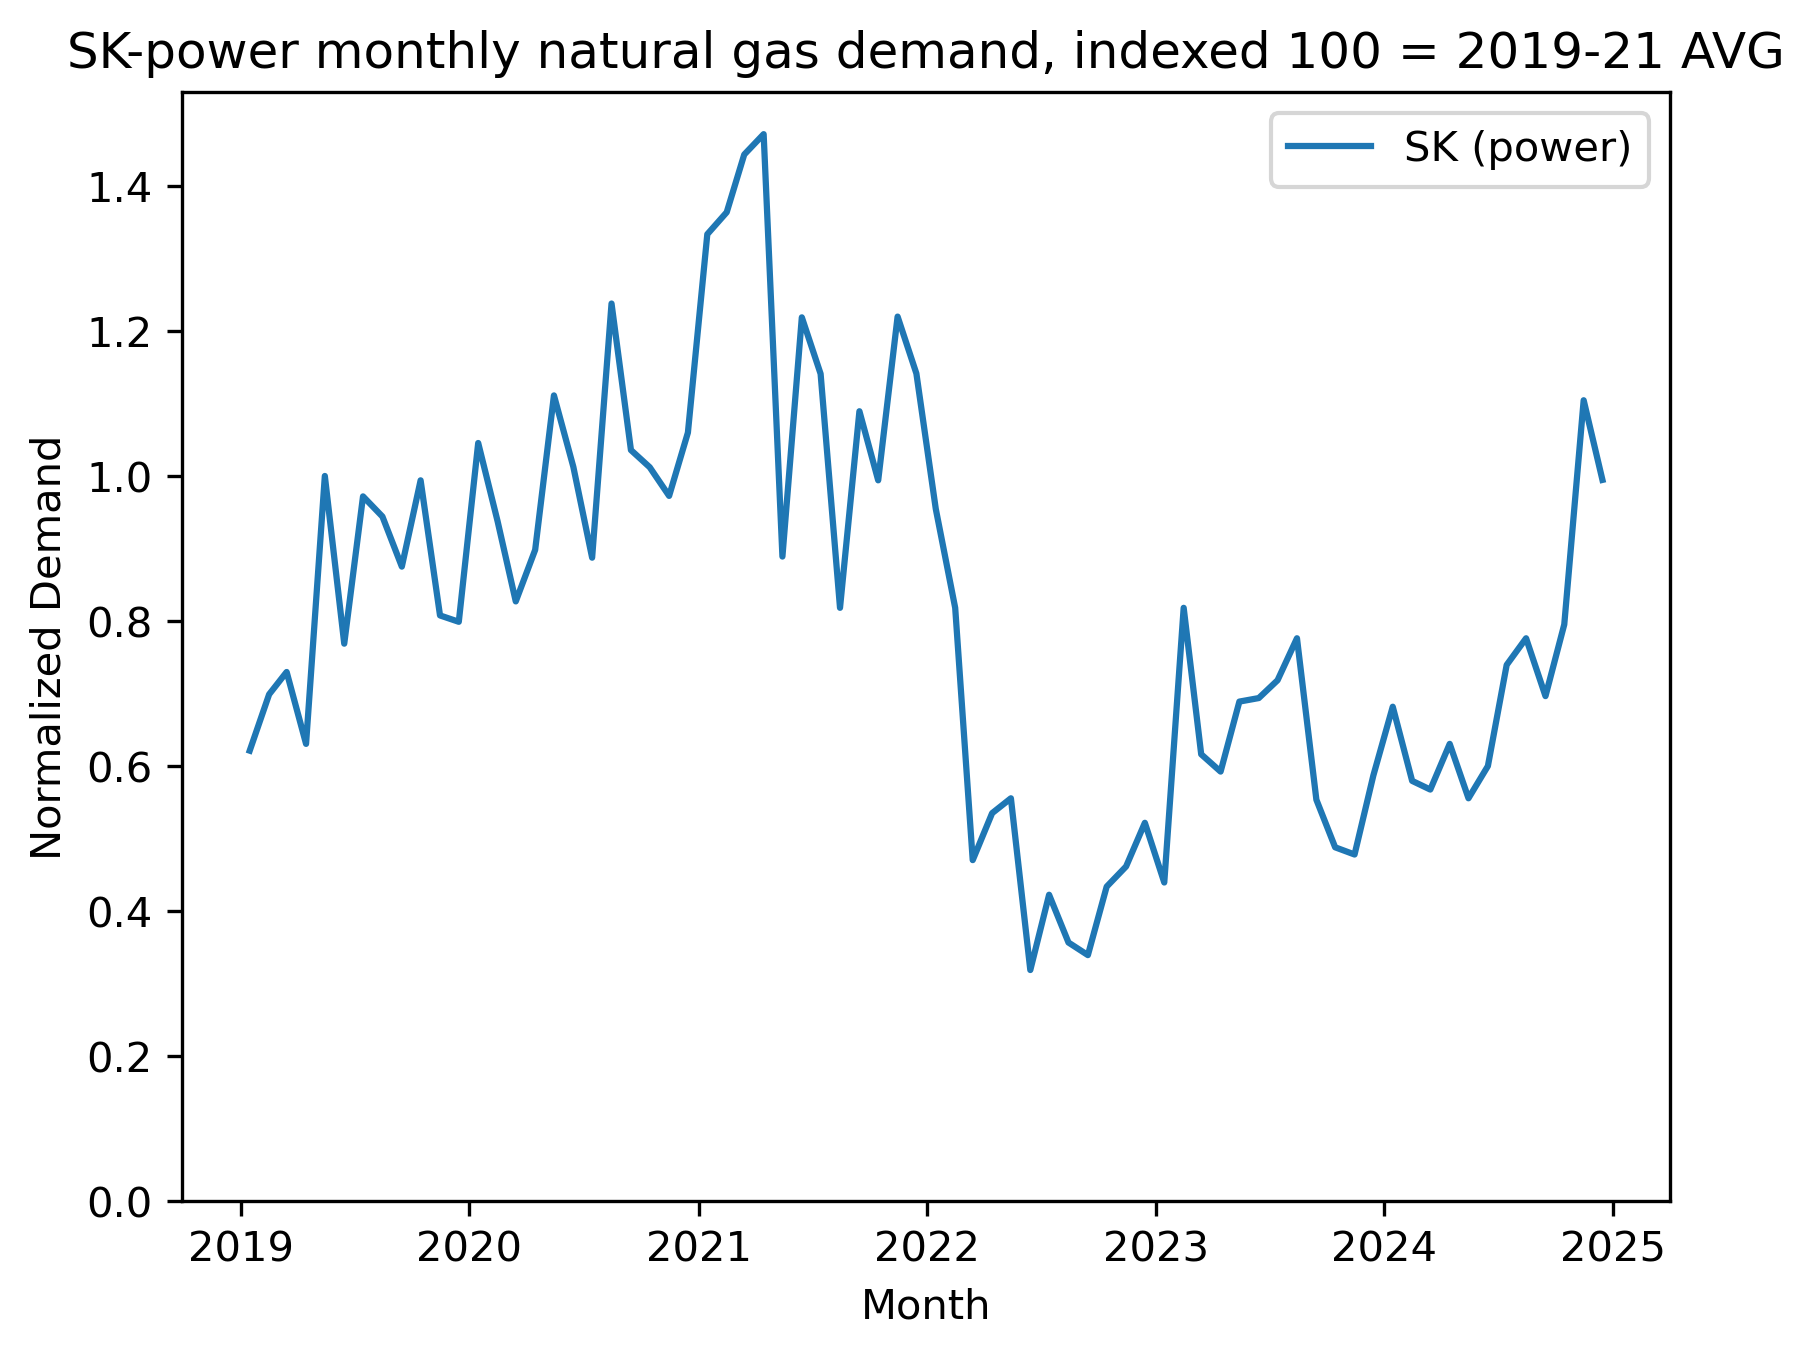 SK-power monthly natural gas demand, indexed 100 = 2019-21 AVG
SK (power)
Normalized Demand
1.4
1.2
1.0
0.8
0.6
0.4
0.2
0.0
2019 2020 2021 2022 2023 2024 2025
Month